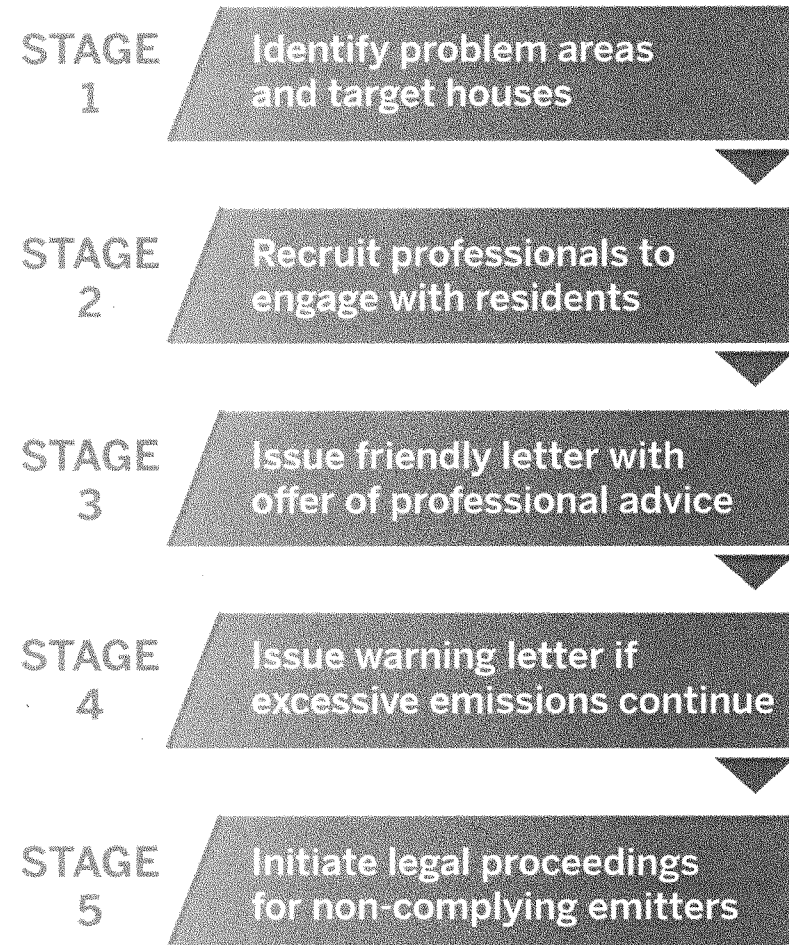 STAGE
1
Identify problem areas
and target houses
STAGE
2
Recruit professionals to
engage with residents
STAGE
3
Issue friendly letter with
offer of professional advice
STAGE
4
Issue warning letter if
excessive emissions continue
STAGE
5
Initiate legal proceedings
for non-complying emitters